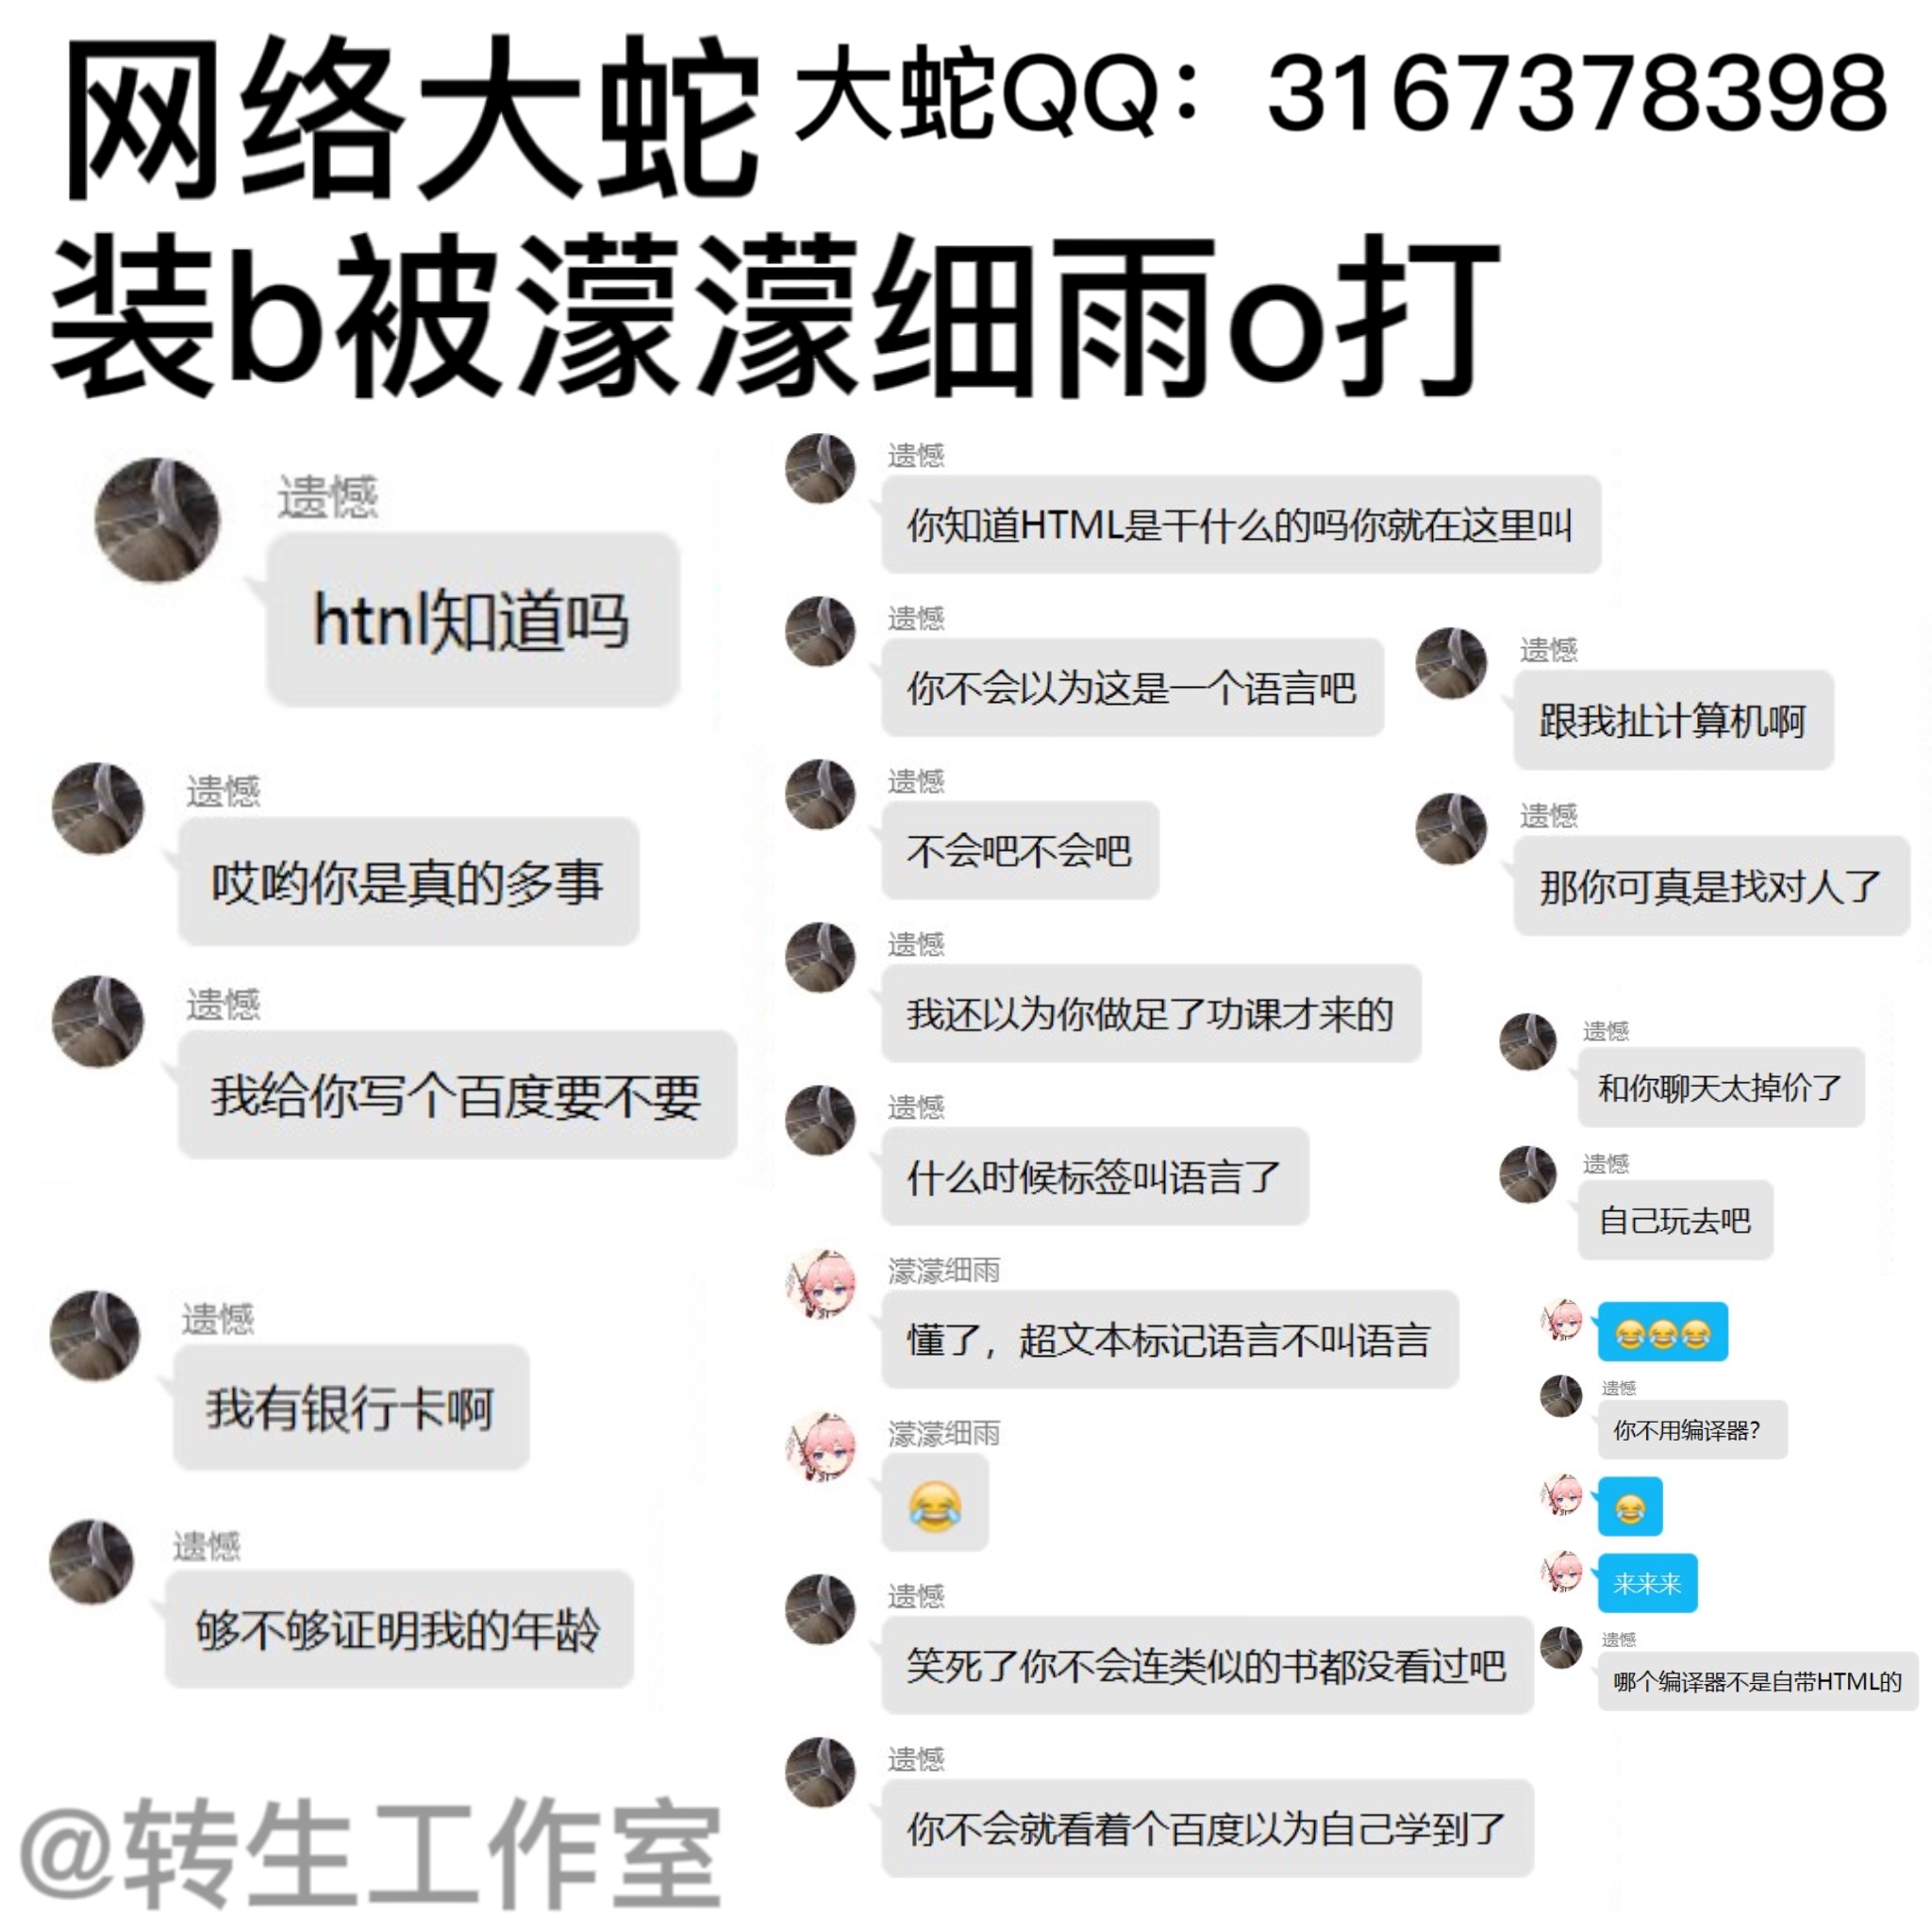 网络大蛇 大蛇QQ：3167378398
装b被濛濛细雨o打
遗憾
htnl知道吗
遗憾
哎哟你是真的多事
遗憾
我给你写个百度要不要
遗憾
我有银行卡啊
遗憾
够不够证明我的年龄
遗憾
你知道HTML是干什么的吗你就在这里叫
遗憾
你不会以为这是一个语言吧
遗憾
不会吧不会吧
遗憾
我还以为你做足了功课才来的
遗憾
什么时候标签叫语言了
濛濛细雨
懂了，超文本标记语言不叫语言
濛濛细雨
😂
遗憾
笑死了你不会连类似的书都没看过吧
遗憾
你不会就看着个百度以为自己学到了
遗憾
跟我扯计算机啊
遗憾
那你可真是找对人了
遗憾
和你聊天太掉价了
遗憾
自己玩去吧
😂😂😂
遗憾
你不用编译器？
😂
来来来
遗憾
哪个编译器不是自带HTML的
@转生工作室